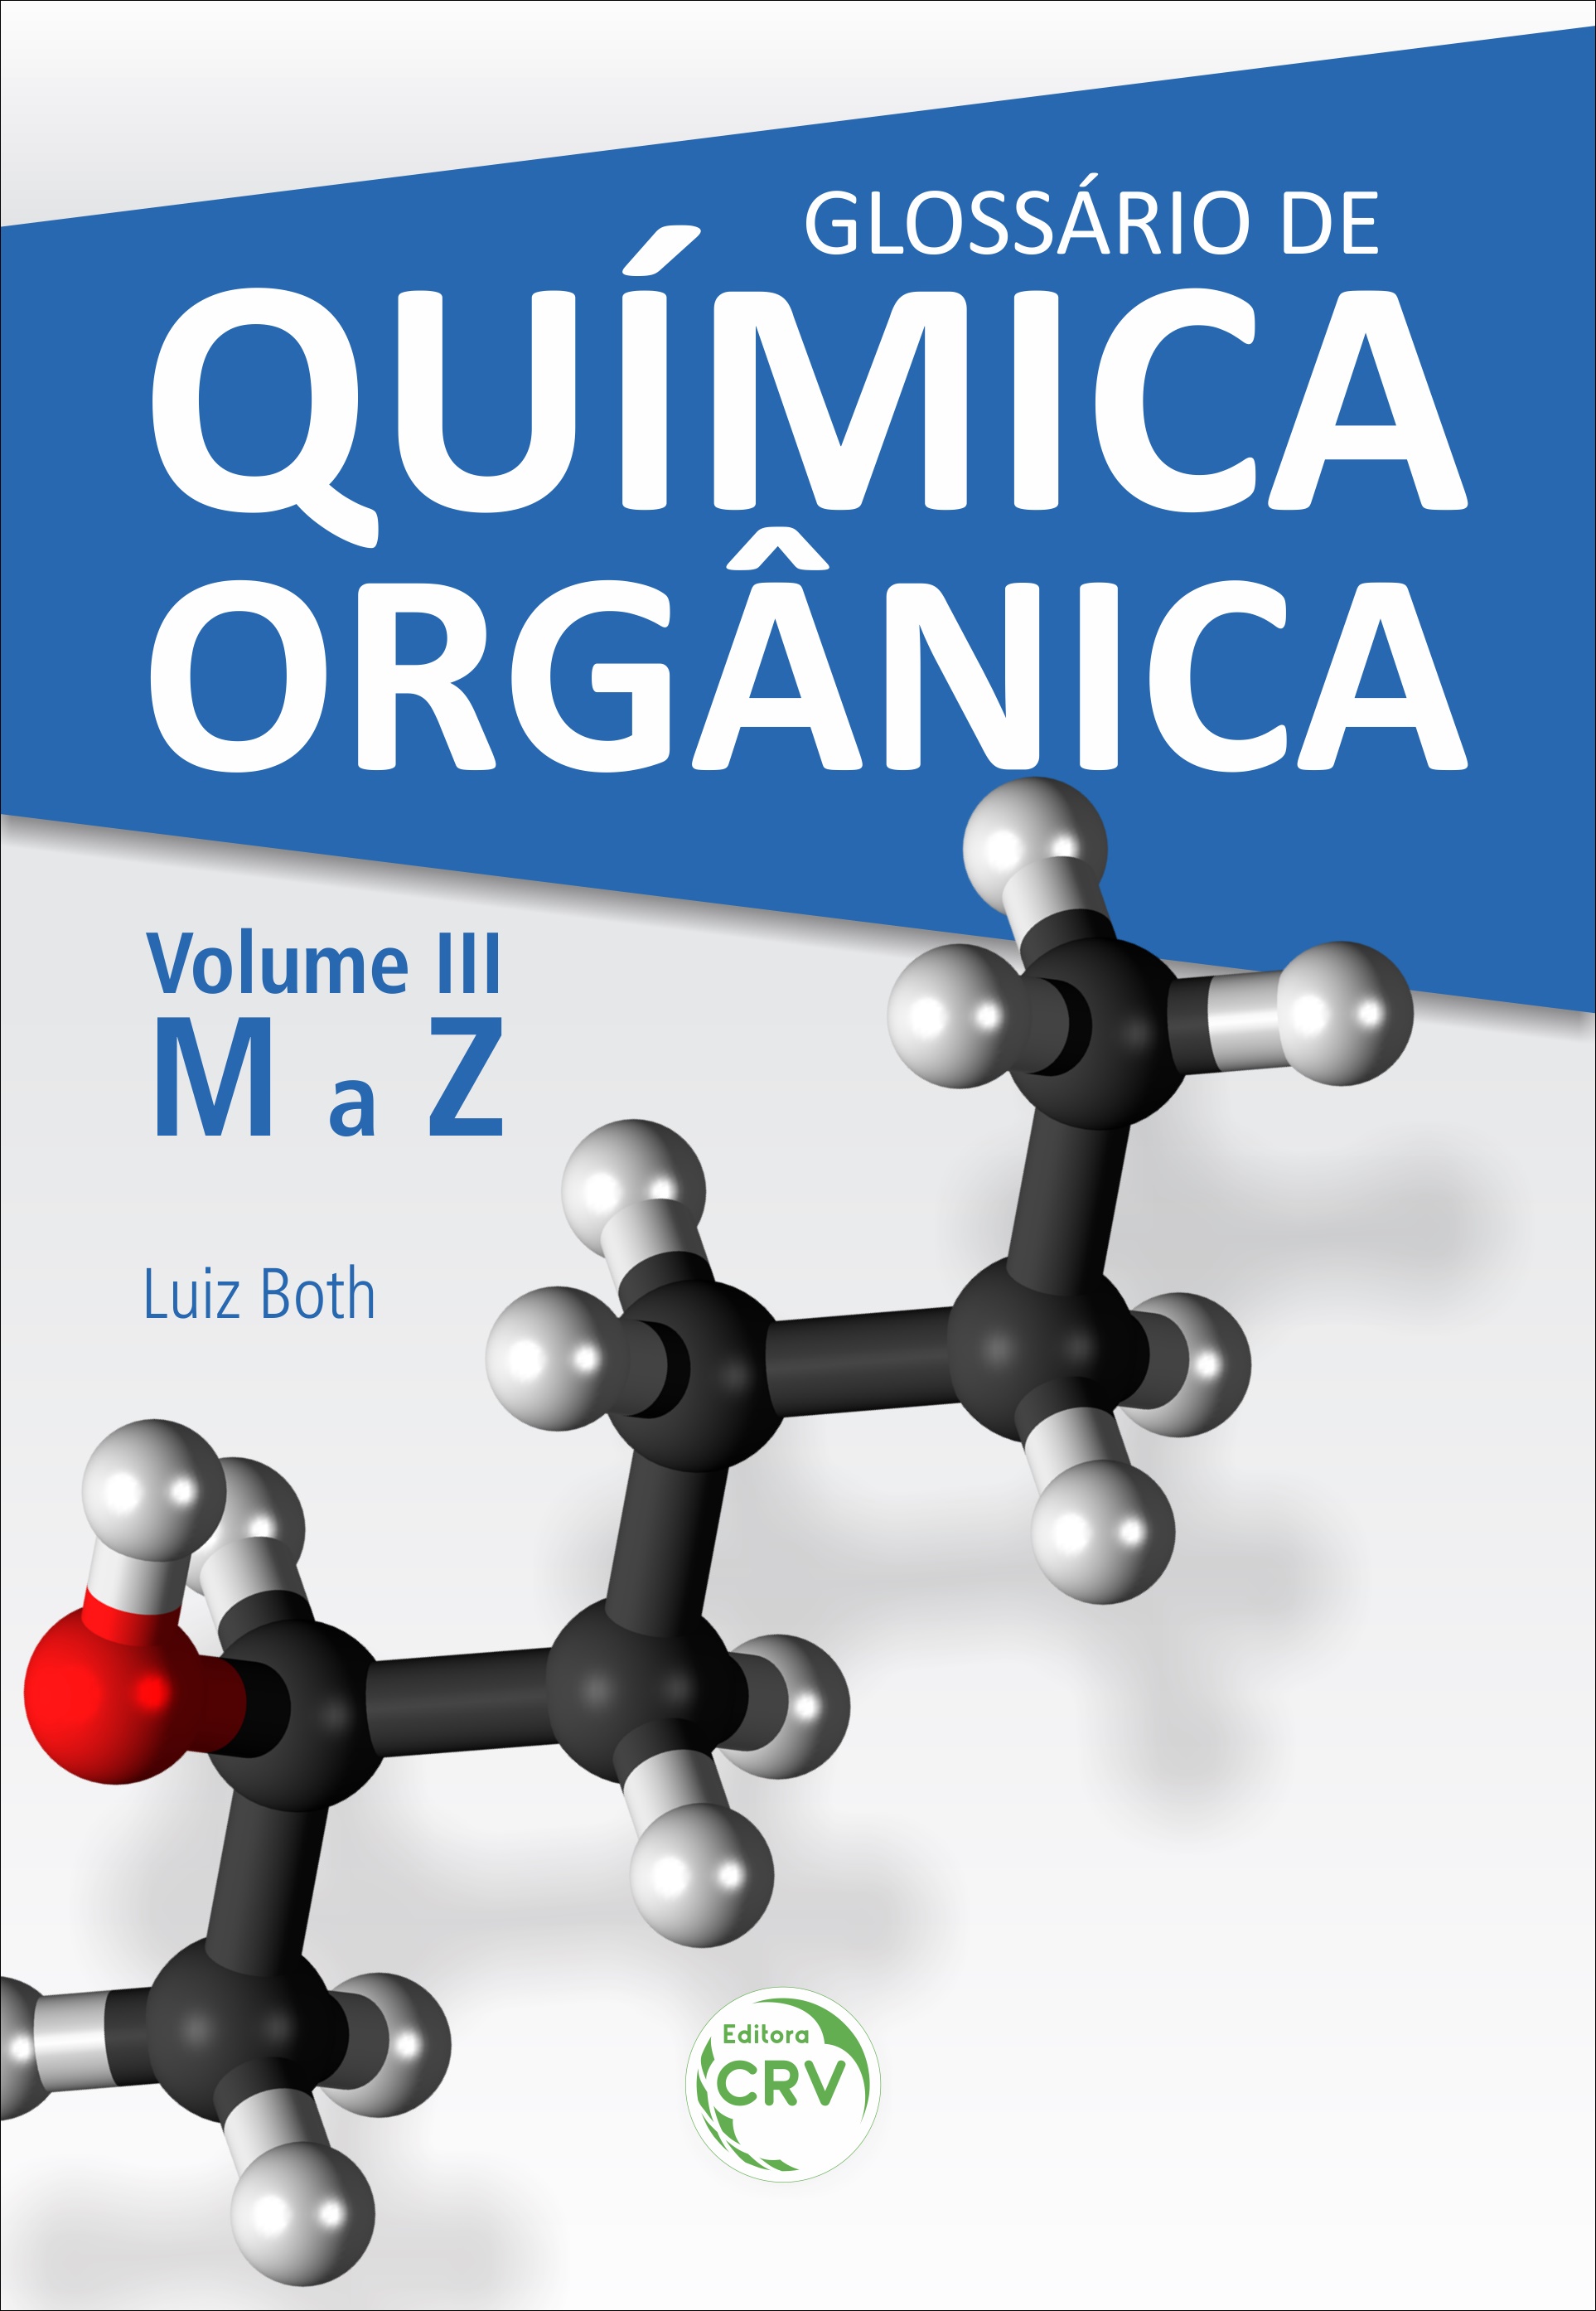 GLOSSÁRIO DE
QUÍMICA
ORGÂNICA
Volume III
M a Z
Luiz Both
Editora
CRV